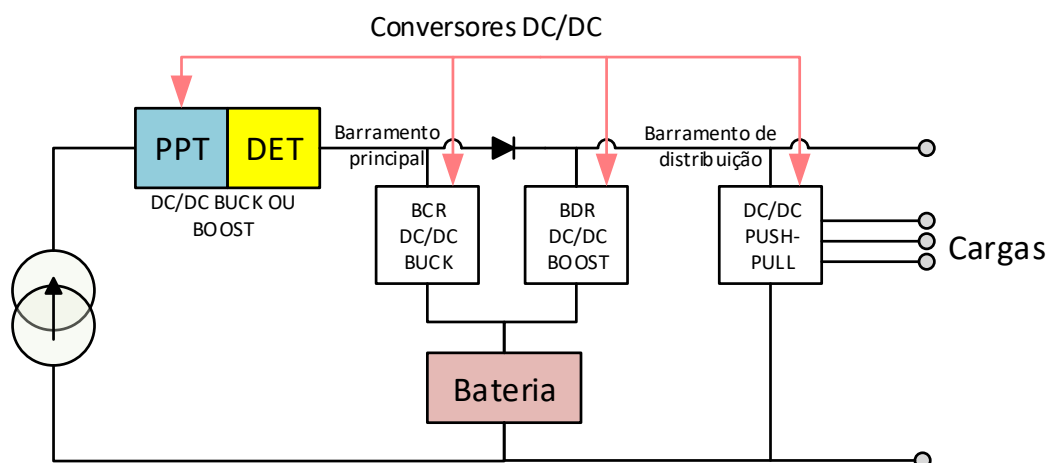 Conversores DC/DC
PPT
DET
DC/DC BUCK OU
BOOST
Barramento
principal
Barramento de
distribuição
BCR
DC/DC
BUCK
BDR
DC/DC
BOOST
DC/DC
PUSH-
PULL
Cargas
Bateria